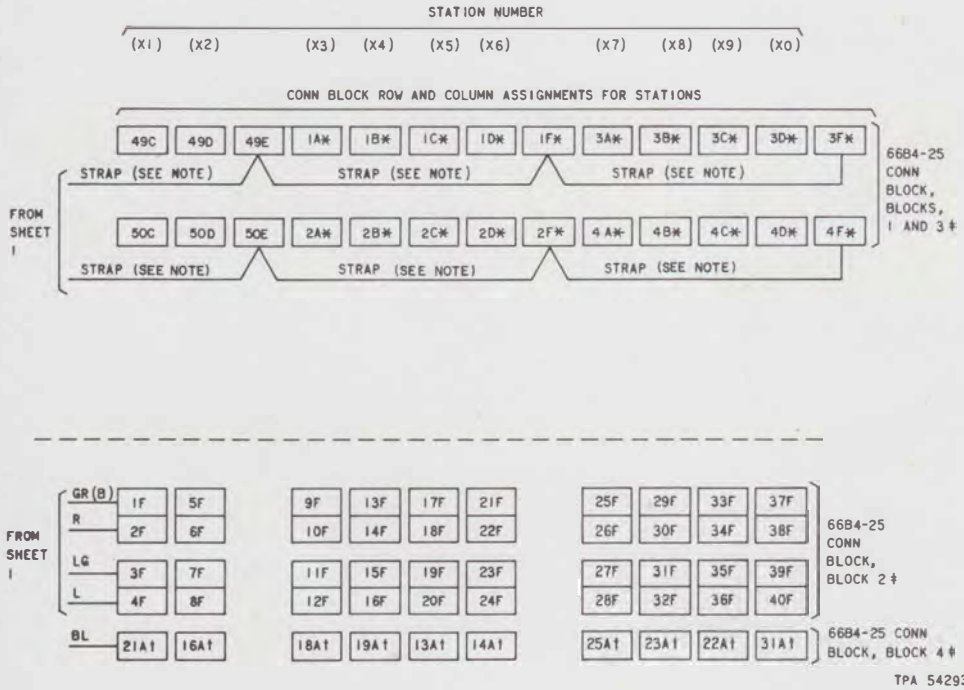 STATION NUMBER
(X1) (X2) (X3) (X4) (X5) (X6) (X7) (X8) (X9) (X0)
CONN BLOCK ROW AND COLUMN ASSIGNMENTS FOR STATIONS
49C 49D 49E 1A* 1B* 1C* 1D* 1F* 3A* 3B* 3C* 3D* 3F*
STRAP (SEE NOTE) STRAP (SEE NOTE) STRAP (SEE NOTE)
66B4-25
CONN
BLOCK,
BLOCKS,
1 AND 3‡
FROM
SHEET
1
50C 50D 50E 2A* 2B* 2C* 2D* 2F* 4A* 4B* 4C* 4D* 4F*
STRAP (SEE NOTE) STRAP (SEE NOTE) STRAP (SEE NOTE)
FROM
SHEET
1
GR(B) 1F 5F 9F 13F 17F 21F 25F 29F 33F 37F
R 2F 6F 10F 14F 18F 22F 26F 30F 34F 38F
LG 3F 7F 11F 15F 19F 23F 27F 31F 35F 39F
L 4F 8F 12F 16F 20F 24F 28F 32F 36F 40F
66B4-25
CONN
BLOCK,
BLOCK 2‡
BL 21A† 16A† 18A† 19A† 13A† 14A† 25A† 23A† 22A† 31A†
66B4-25 CONN
BLOCK, BLOCK 4‡
TPA 54293